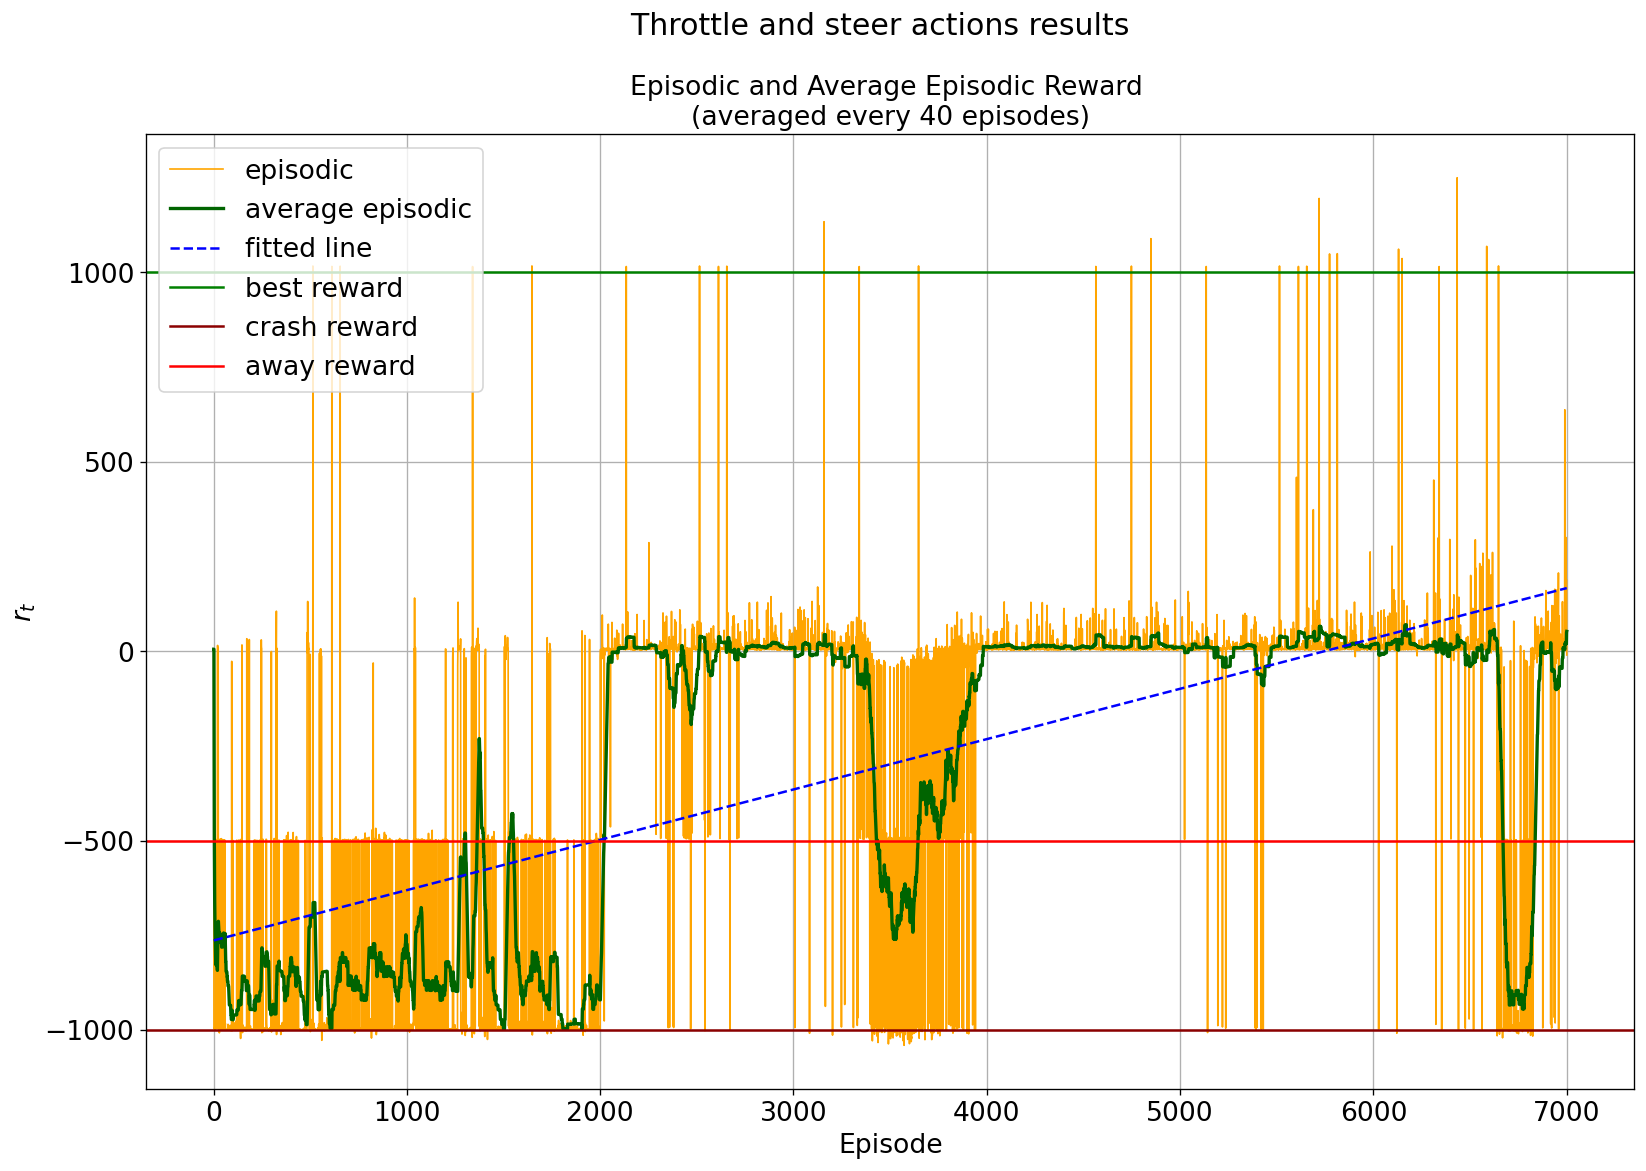 Throttle and steer actions results
Episodic and Average Episodic Reward
(averaged every 40 episodes)
episodic
average episodic
fitted line
best reward
crash reward
away reward
1000
500
0
−500
−1000
r_t
0 1000 2000 3000 4000 5000 6000 7000
Episode